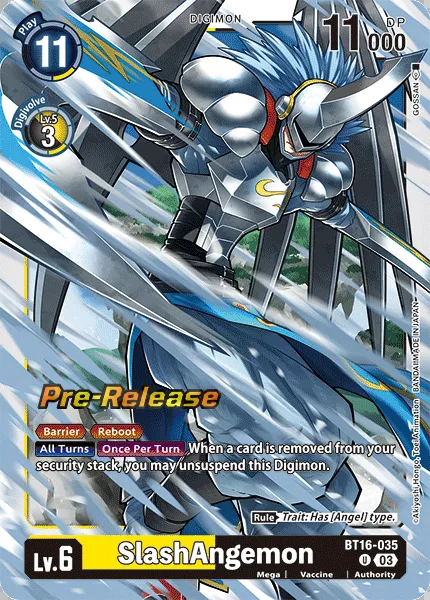 Play
11
DIGIMON
11000
DP
Digivolve
Lv.5
3
GOSSAN
Pre-Release
Barrier Reboot
All Turns Once Per Turn When a card is removed from your
security stack, you may unsuspend this Digimon.
Rule Trait: Has [Angel] type.
©Akiyoshi Hongo, Toei Animation BANDAI MADE IN JAPAN
Lv.6 SlashAngemon BT16-035
U 03
Mega | Vaccine | Authority